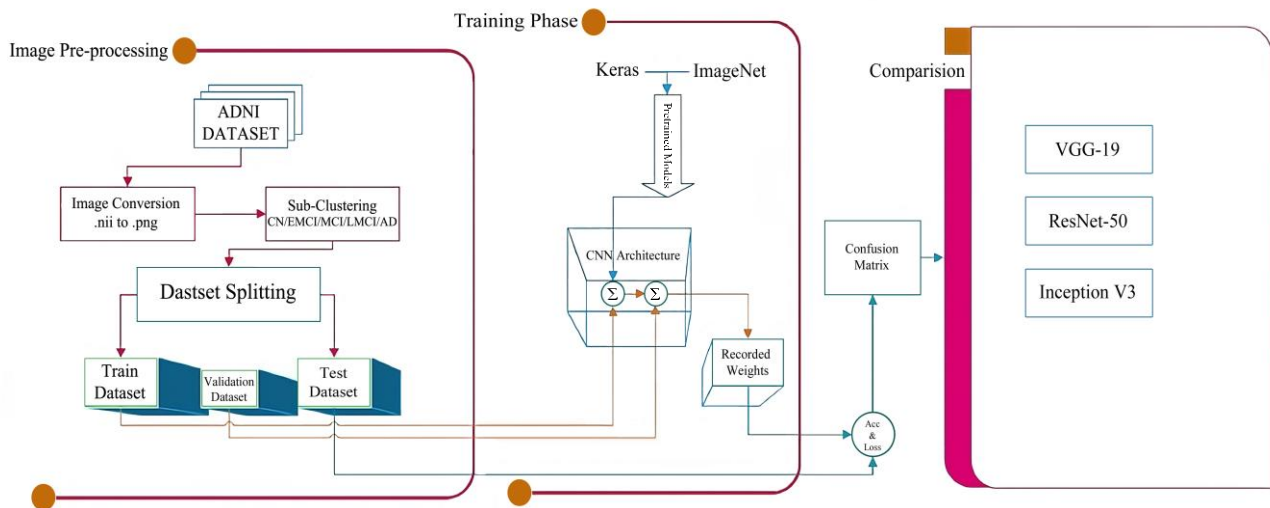 Image Pre-processing
ADNI
DATASET
Image Conversion
.nii to .png
Sub-Clustering
CN/EMCI/MCI/LMCI/AD
Dastset Splitting
Train
Dataset
Validation
Dataset
Test
Dataset
Training Phase
Keras
ImageNet
Pretrained Models
CNN Architecture
Σ
Σ
Recorded
Weights
Acc
&
Loss
Confusion
Matrix
Comparision
VGG-19
ResNet-50
Inception V3